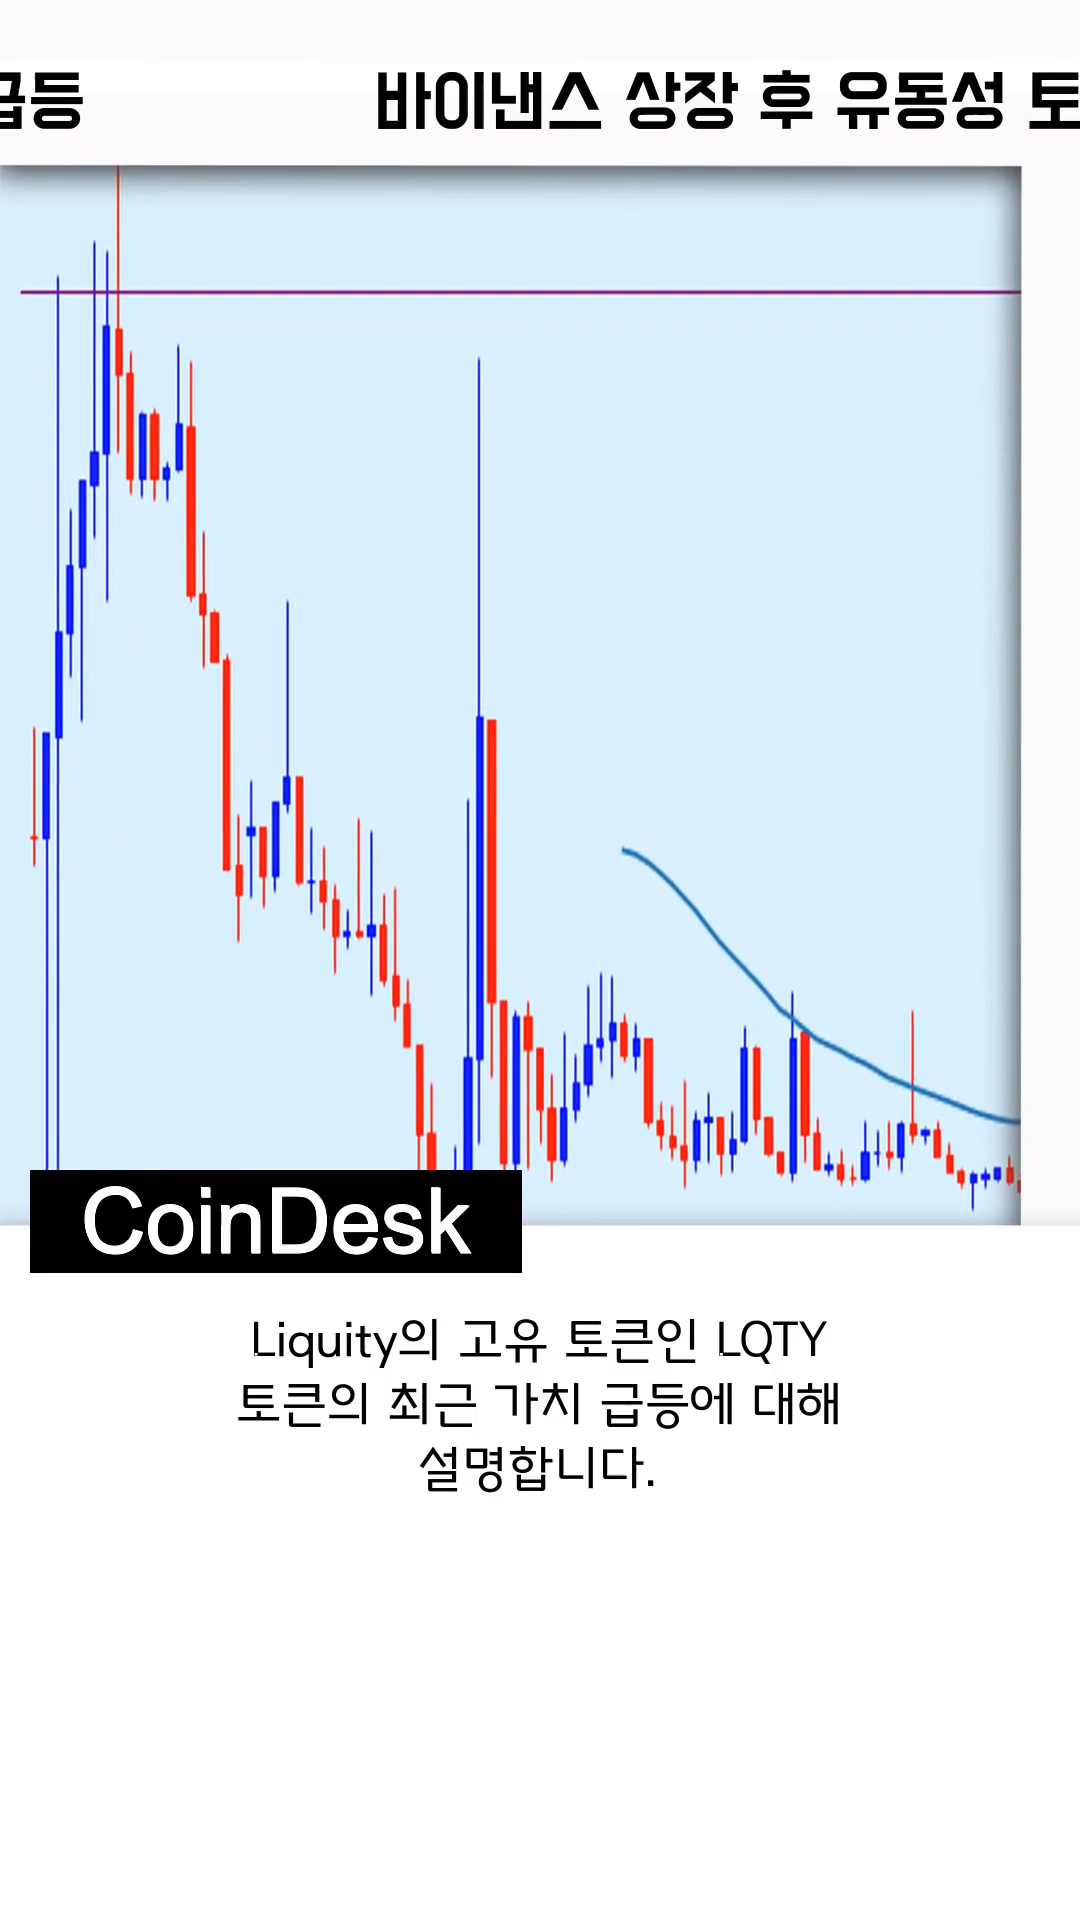 급등 바이낸스 상장 후 유동성 토
CoinDesk
Liquity의 고유 토큰인 LQTY
토큰의 최근 가치 급등에 대해
설명합니다.